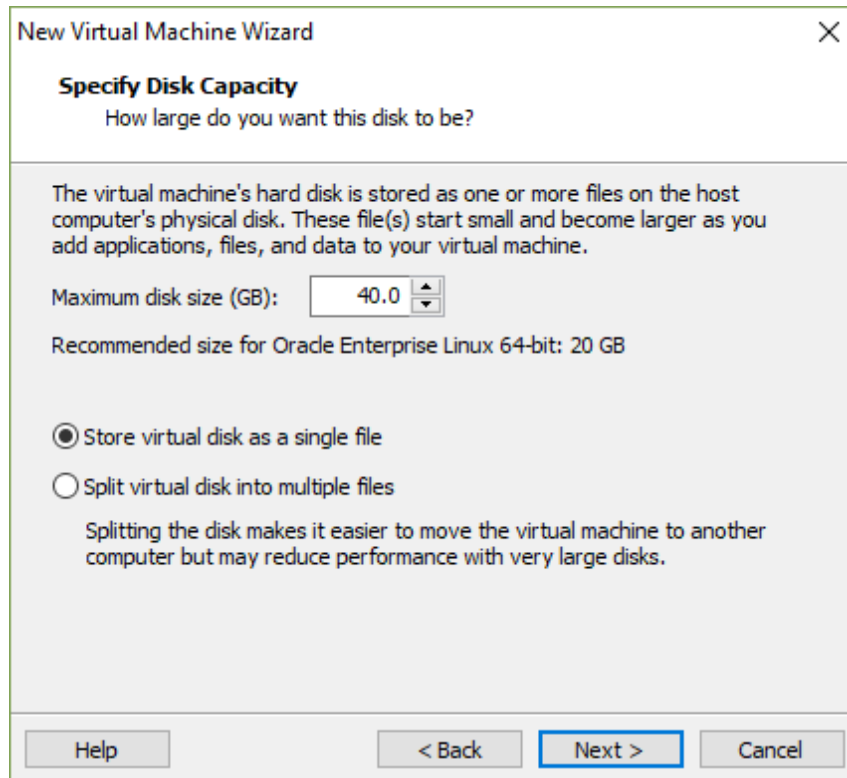 New Virtual Machine Wizard
Specify Disk Capacity
How large do you want this disk to be?
The virtual machine's hard disk is stored as one or more files on the host
computer's physical disk. These file(s) start small and become larger as you
add applications, files, and data to your virtual machine.
Maximum disk size (GB): 40.0
Recommended size for Oracle Enterprise Linux 64-bit: 20 GB
Store virtual disk as a single file
Split virtual disk into multiple files
Splitting the disk makes it easier to move the virtual machine to another
computer but may reduce performance with very large disks.
Help < Back Next > Cancel